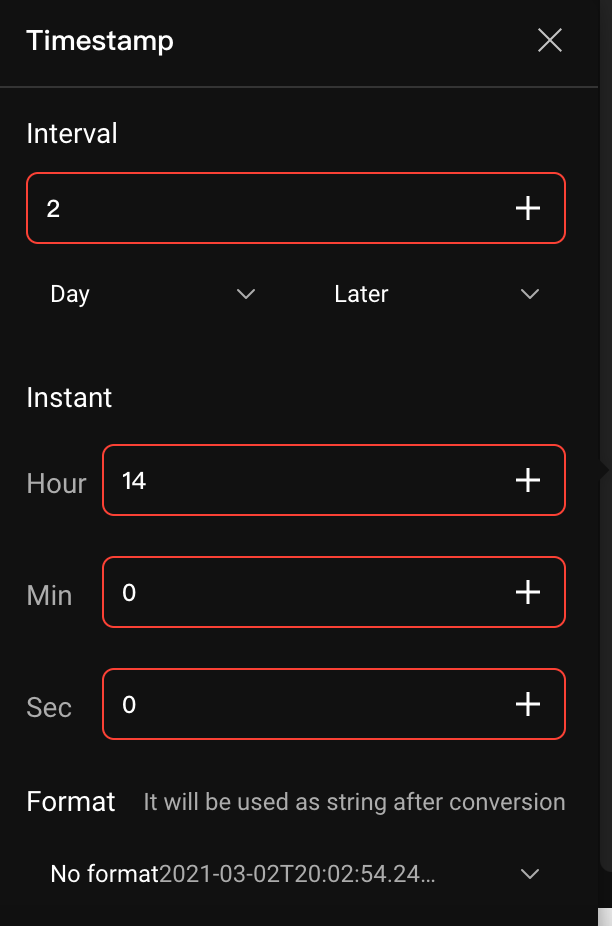 Timestamp
Interval
2
Day Later
Instant
Hour 14
Min 0
Sec 0
Format It will be used as string after conversion
No format2021-03-02T20:02:54.24...